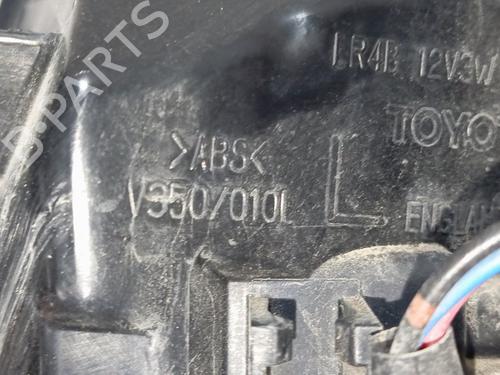 LR4B 12V3W
TOYO
>ABS<
V350/010L
L
ENGLAN
B-Parts